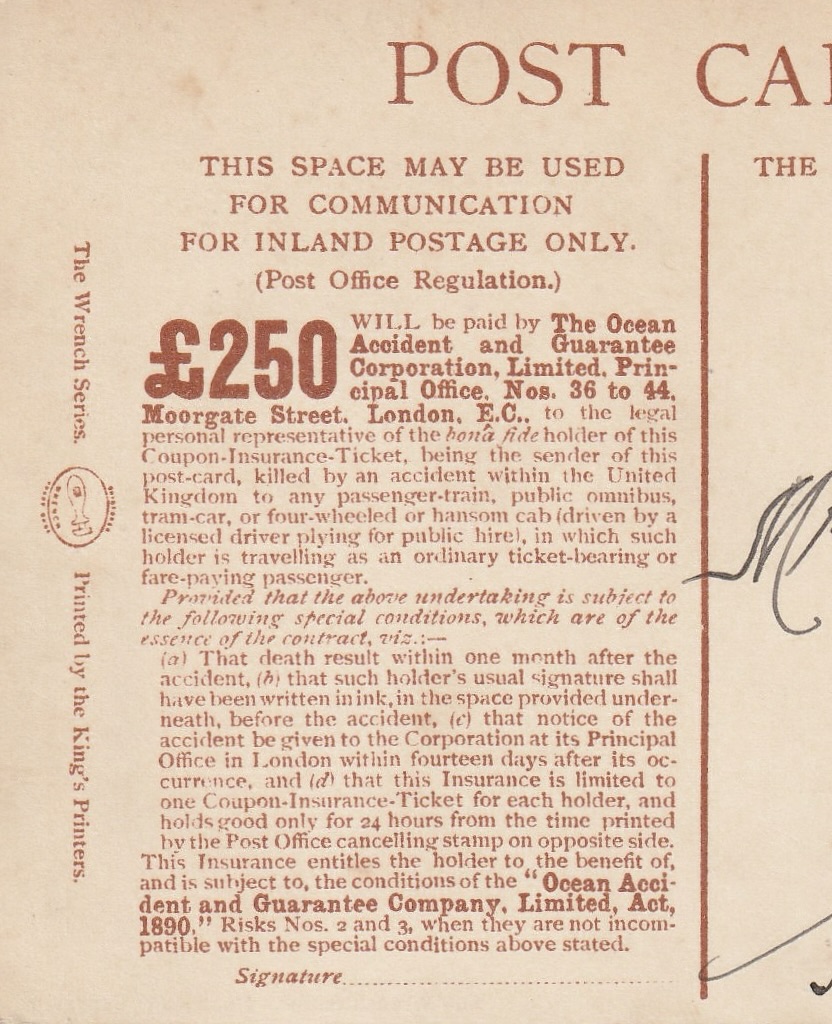 POST CA
THIS SPACE MAY BE USED
FOR COMMUNICATION
FOR INLAND POSTAGE ONLY.
(Post Office Regulation.)
THE
£250 WILL be paid by The Ocean
Accident and Guarantee
Corporation, Limited, Prin-
cipal Office, Nos. 36 to 44,
Moorgate Street, London, E.C., to the legal
personal representative of the bonâ fide holder of this
Coupon-Insurance-Ticket, being the sender of this
post-card, killed by an accident within the United
Kingdom to any passenger-train, public omnibus,
tram-car, or four-wheeled or hansom cab (driven by a
licensed driver plying for public hire), in which such
holder is travelling as an ordinary ticket-bearing or
fare-paying passenger.
Provided that the above undertaking is subject to
the following special conditions, which are of the
essence of the contract, viz.:—
(a) That death result within one month after the
accident, (b) that such holder's usual signature shall
have been written in ink, in the space provided under-
neath, before the accident, (c) that notice of the
accident be given to the Corporation at its Principal
Office in London within fourteen days after its oc-
currence, and (d) that this Insurance is limited to
one Coupon-Insurance-Ticket for each holder, and
holds good only for 24 hours from the time printed
by the Post Office cancelling stamp on opposite side.
This Insurance entitles the holder to the benefit of,
and is subject to, the conditions of the "Ocean Acci-
dent and Guarantee Company, Limited, Act,
1890," Risks Nos. 2 and 3, when they are not incom-
patible with the special conditions above stated.
Signature
The Wrench Series.
Printed by the King's Printers.